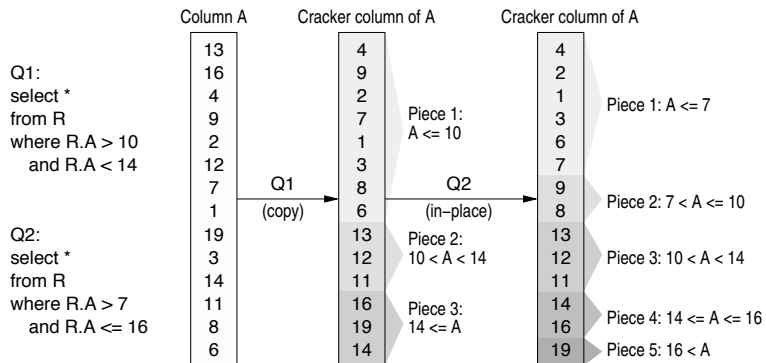 Column A
Cracker column of A
Cracker column of A
Q1:
select *
from R
where R.A > 10
and R.A < 14
Q2:
select *
from R
where R.A > 7
and R.A <= 16
13
16
4
9
2
12
7
1
19
3
14
11
8
6
Q1
(copy)
4
9
2
7
1
3
8
6
13
12
11
16
19
14
Piece 1:
A <= 10
Piece 2:
10 < A < 14
Piece 3:
14 <= A
Q2
(in−place)
4
2
1
3
6
7
9
8
13
12
11
14
16
19
Piece 1: A <= 7
Piece 2: 7 < A <= 10
Piece 3: 10 < A < 14
Piece 4: 14 <= A <= 16
Piece 5: 16 < A